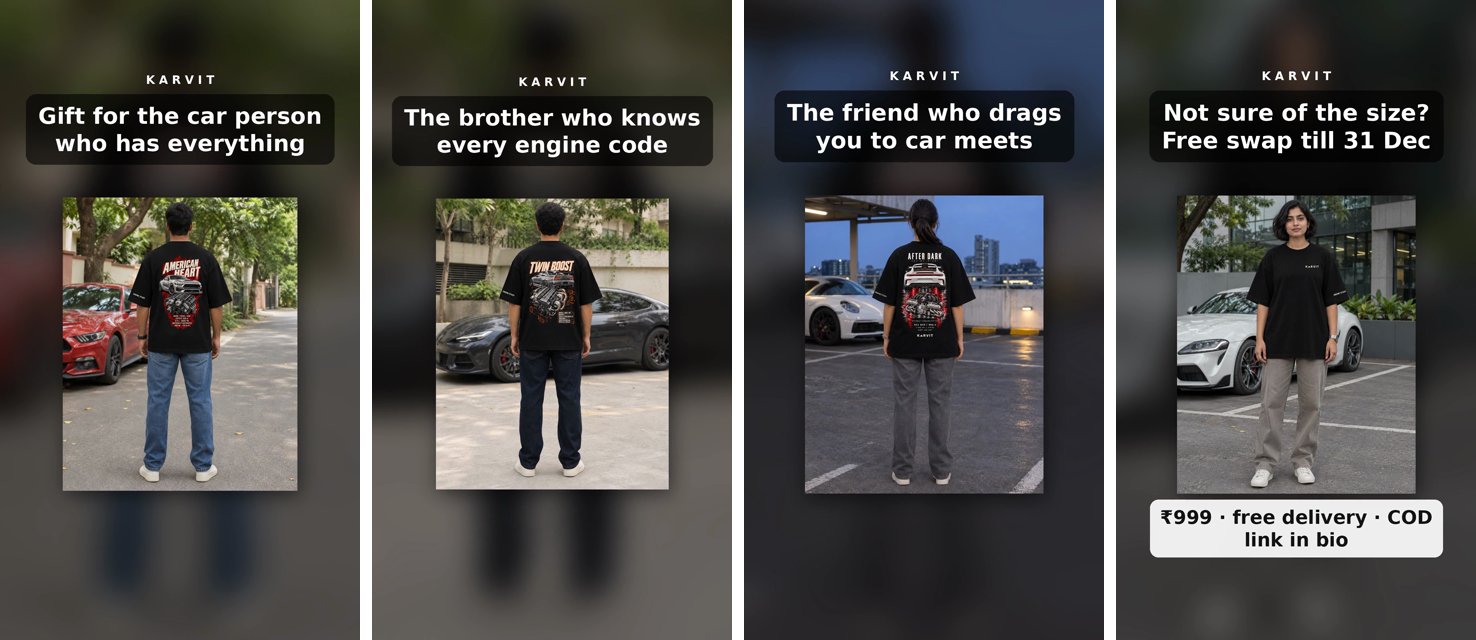 KARVIT
Gift for the car person
who has everything
AMERICAN
HEART
KARVIT
The brother who knows
every engine code
TWIN BOOST
KARVIT
The friend who drags
you to car meets
AFTER DARK
KARVIT
KARVIT
Not sure of the size?
Free swap till 31 Dec
KARVIT
₹999 · free delivery · COD
link in bio